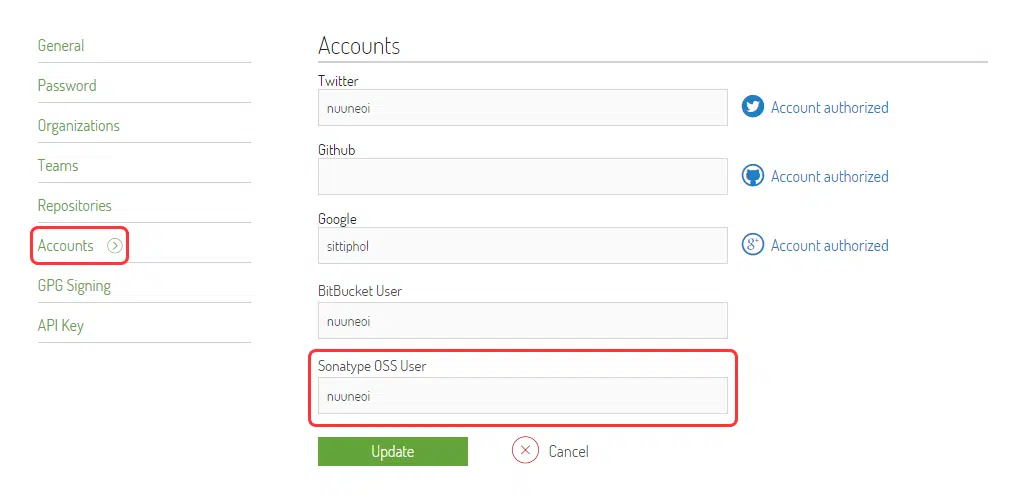 General
Password
Organizations
Teams
Repositories
Accounts
GPG Signing
API Key
Accounts
Twitter
nuuneoi
Account authorized
Github
Account authorized
Google
sittiphol
g+ Account authorized
BitBucket User
nuuneoi
Sonatype OSS User
nuuneoi
Update
Cancel